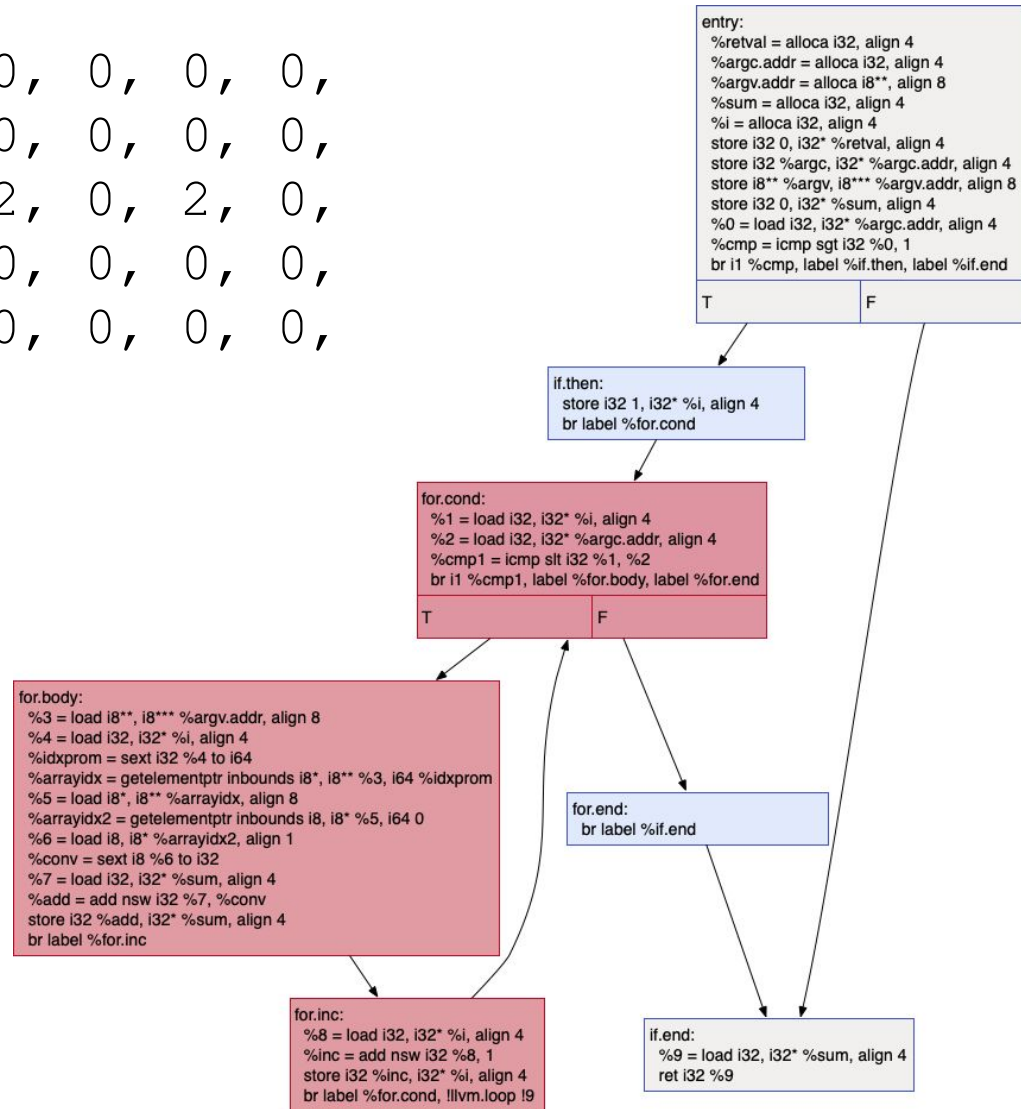 0, 0, 0, 0,
0, 0, 0, 0,
2, 0, 2, 0,
0, 0, 0, 0,
0, 0, 0, 0,
entry:
%retval = alloca i32, align 4
%argc.addr = alloca i32, align 4
%argv.addr = alloca i8**, align 8
%sum = alloca i32, align 4
%i = alloca i32, align 4
store i32 0, i32* %retval, align 4
store i32 %argc, i32* %argc.addr, align 4
store i8** %argv, i8*** %argv.addr, align 8
store i32 0, i32* %sum, align 4
%0 = load i32, i32* %argc.addr, align 4
%cmp = icmp sgt i32 %0, 1
br i1 %cmp, label %if.then, label %if.end
T F
if.then:
store i32 1, i32* %i, align 4
br label %for.cond
for.cond:
%1 = load i32, i32* %i, align 4
%2 = load i32, i32* %argc.addr, align 4
%cmp1 = icmp slt i32 %1, %2
br i1 %cmp1, label %for.body, label %for.end
T F
for.body:
%3 = load i8**, i8*** %argv.addr, align 8
%4 = load i32, i32* %i, align 4
%idxprom = sext i32 %4 to i64
%arrayidx = getelementptr inbounds i8*, i8** %3, i64 %idxprom
%5 = load i8*, i8** %arrayidx, align 8
%arrayidx2 = getelementptr inbounds i8, i8* %5, i64 0
%6 = load i8, i8* %arrayidx2, align 1
%conv = sext i8 %6 to i32
%7 = load i32, i32* %sum, align 4
%add = add nsw i32 %7, %conv
store i32 %add, i32* %sum, align 4
br label %for.inc
for.end:
br label %if.end
for.inc:
%8 = load i32, i32* %i, align 4
%inc = add nsw i32 %8, 1
store i32 %inc, i32* %i, align 4
br label %for.cond, !llvm.loop !9
if.end:
%9 = load i32, i32* %sum, align 4
ret i32 %9